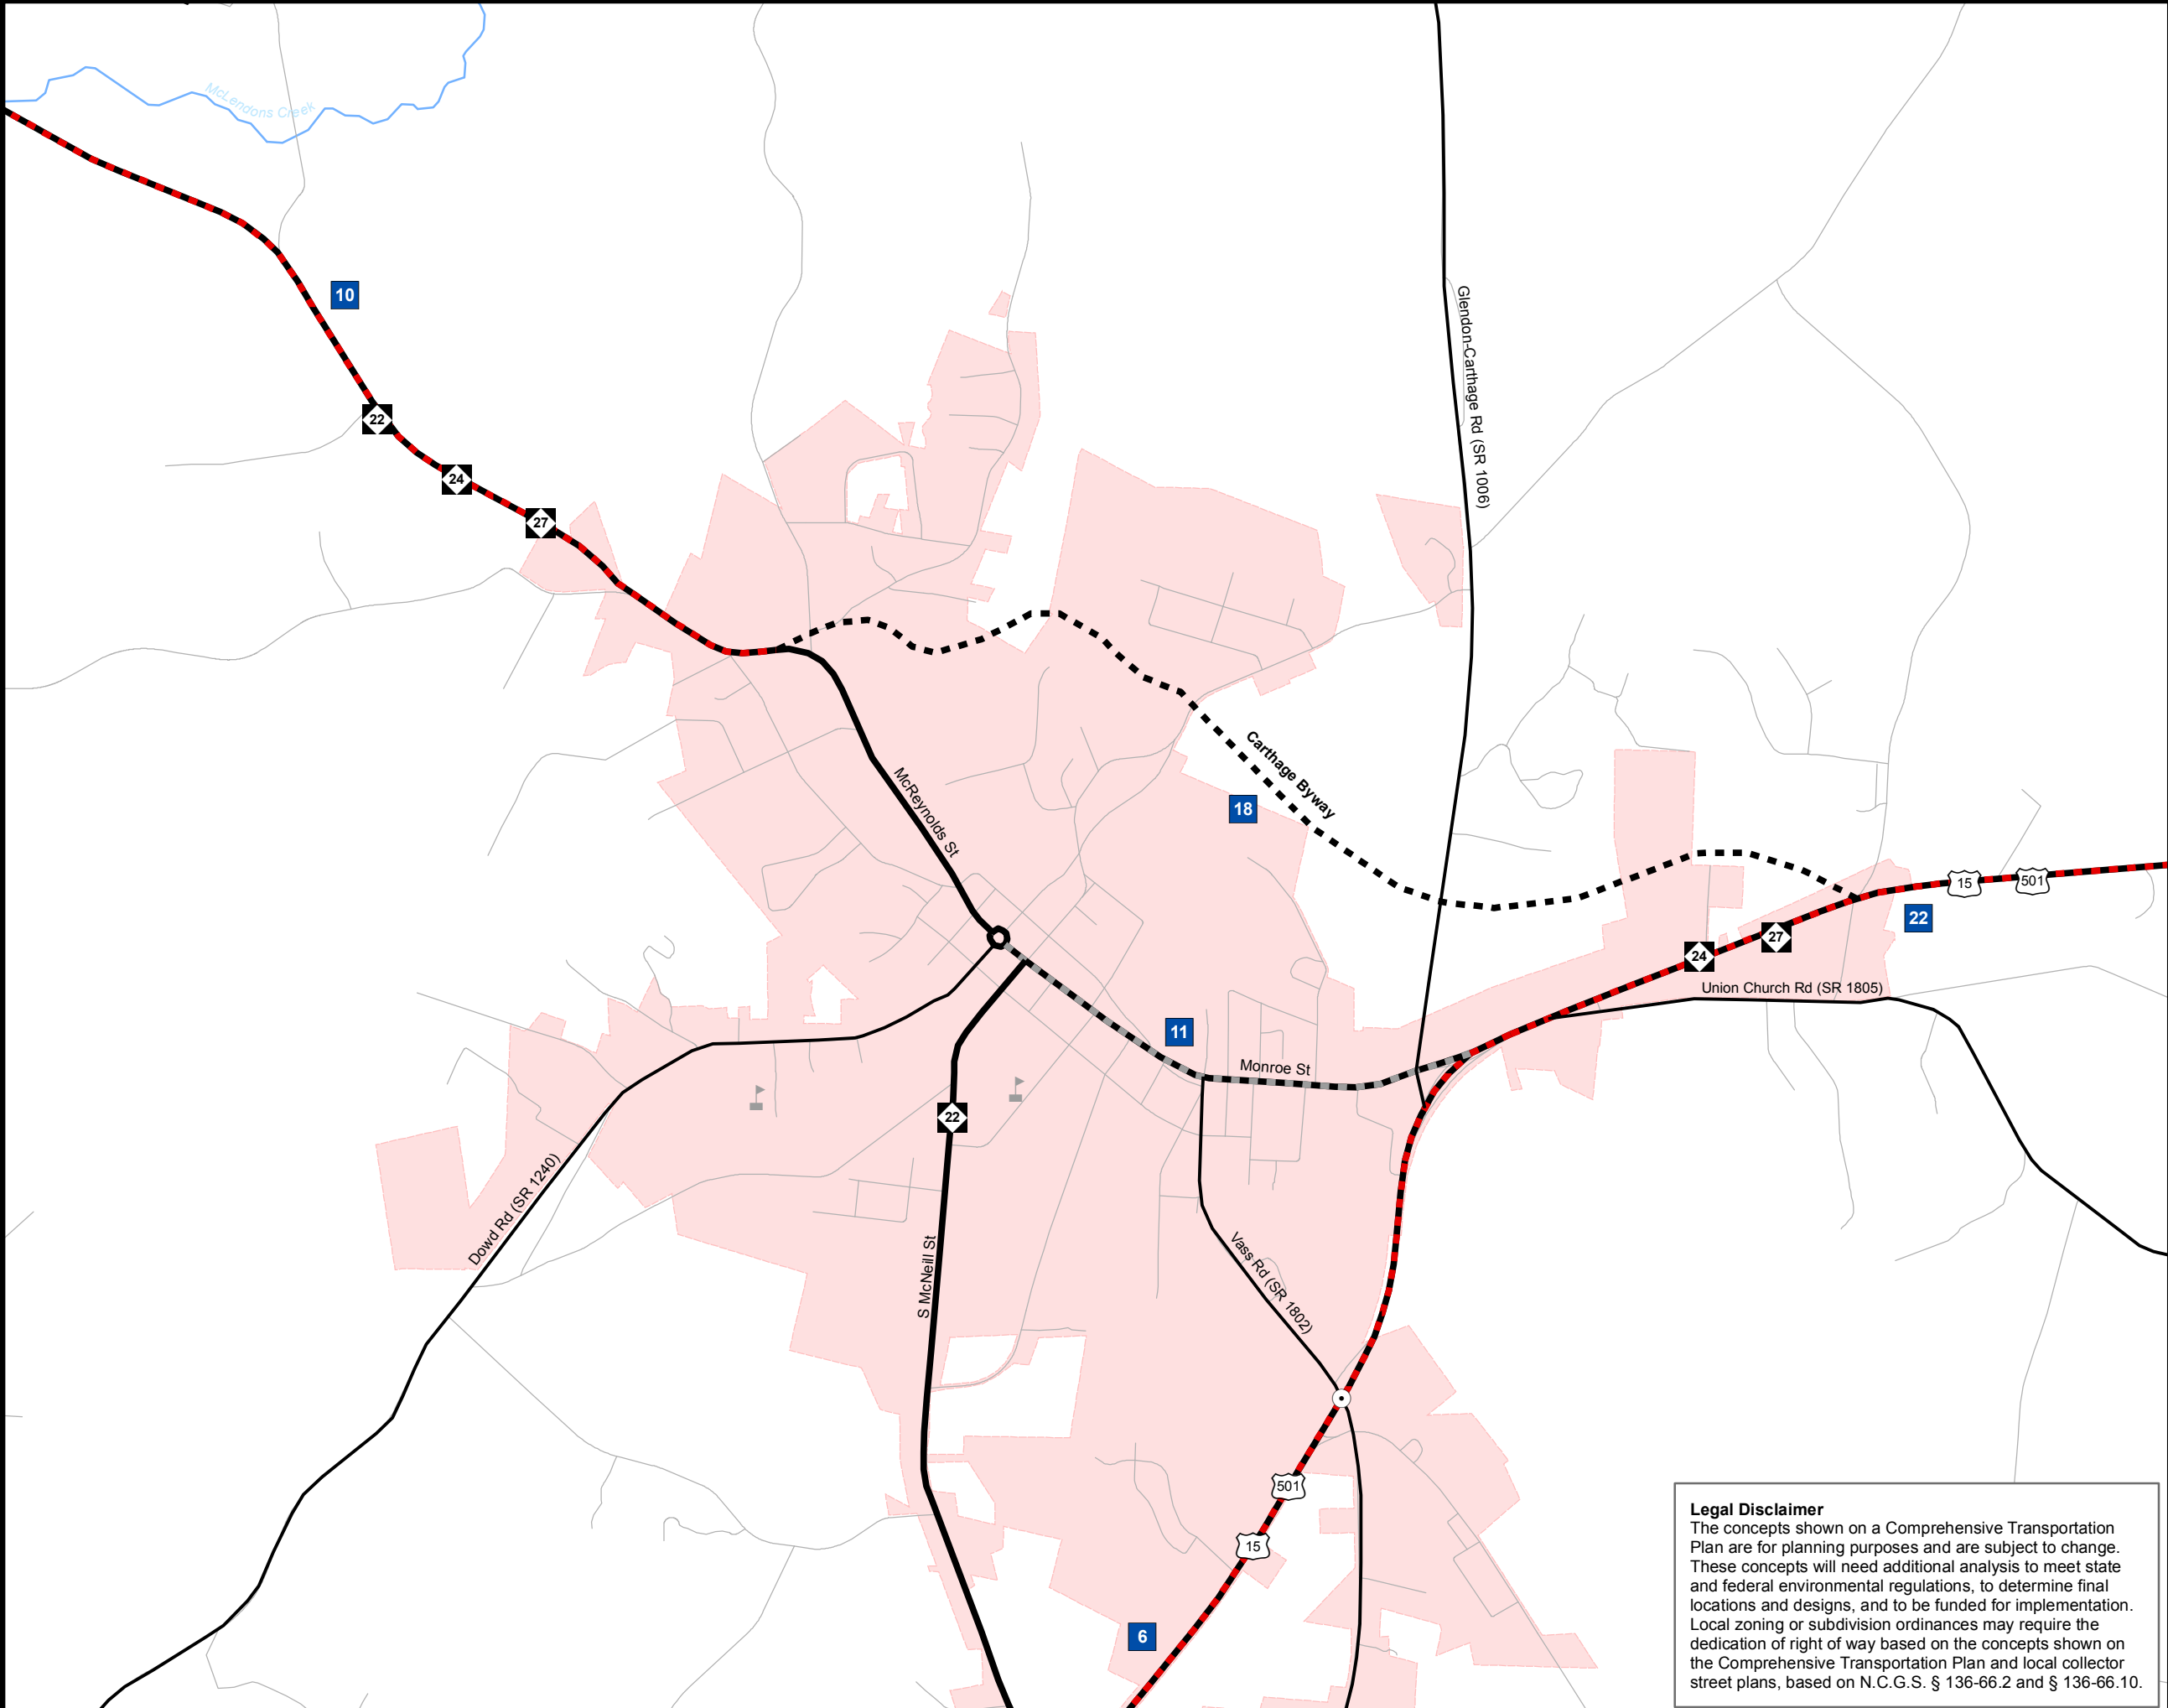 McLendons Creek
10
22
24
27
Glendon-Carthage Rd (SR 1006)
Carthage Byway
18
McReynolds St
15
501
22
24
27
Union Church Rd (SR 1805)
11
Monroe St
22
Dowd Rd (SR 1240)
S McNeill St
Vass Rd (SR 1802)
501
15
6
Legal Disclaimer
The concepts shown on a Comprehensive Transportation
Plan are for planning purposes and are subject to change.
These concepts will need additional analysis to meet state
and federal environmental regulations, to determine final
locations and designs, and to be funded for implementation.
Local zoning or subdivision ordinances may require the
dedication of right of way based on the concepts shown on
the Comprehensive Transportation Plan and local collector
street plans, based on N.C.G.S. § 136-66.2 and § 136-66.10.